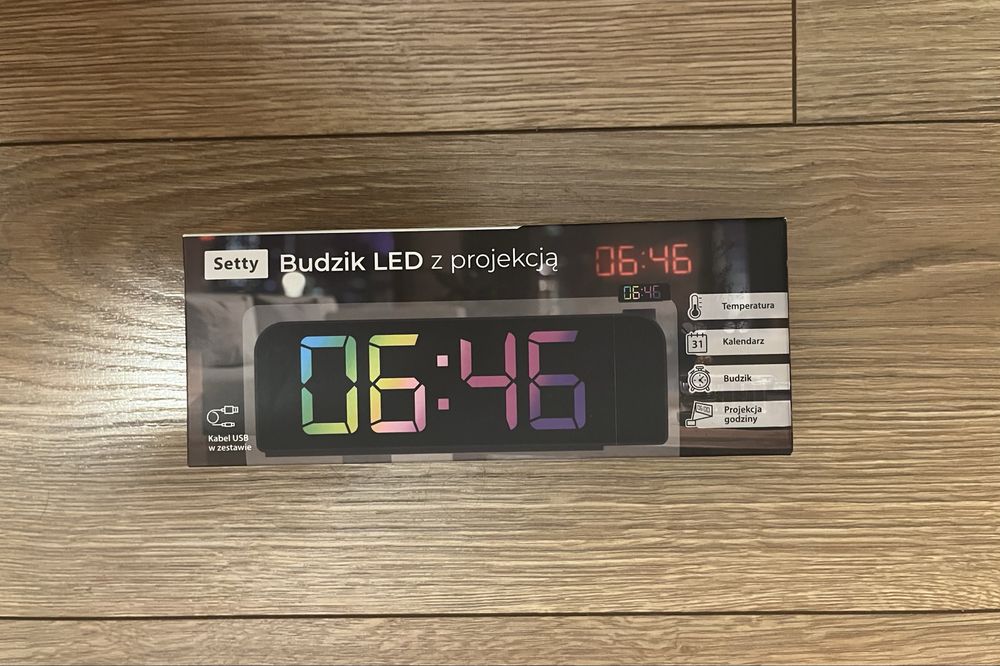 Setty
Budzik LED z projekcją
06:46
06:46
06:46
Temperatura
31
Kalendarz
Budzik
Projekcja
godziny
Kabel USB
w zestawie